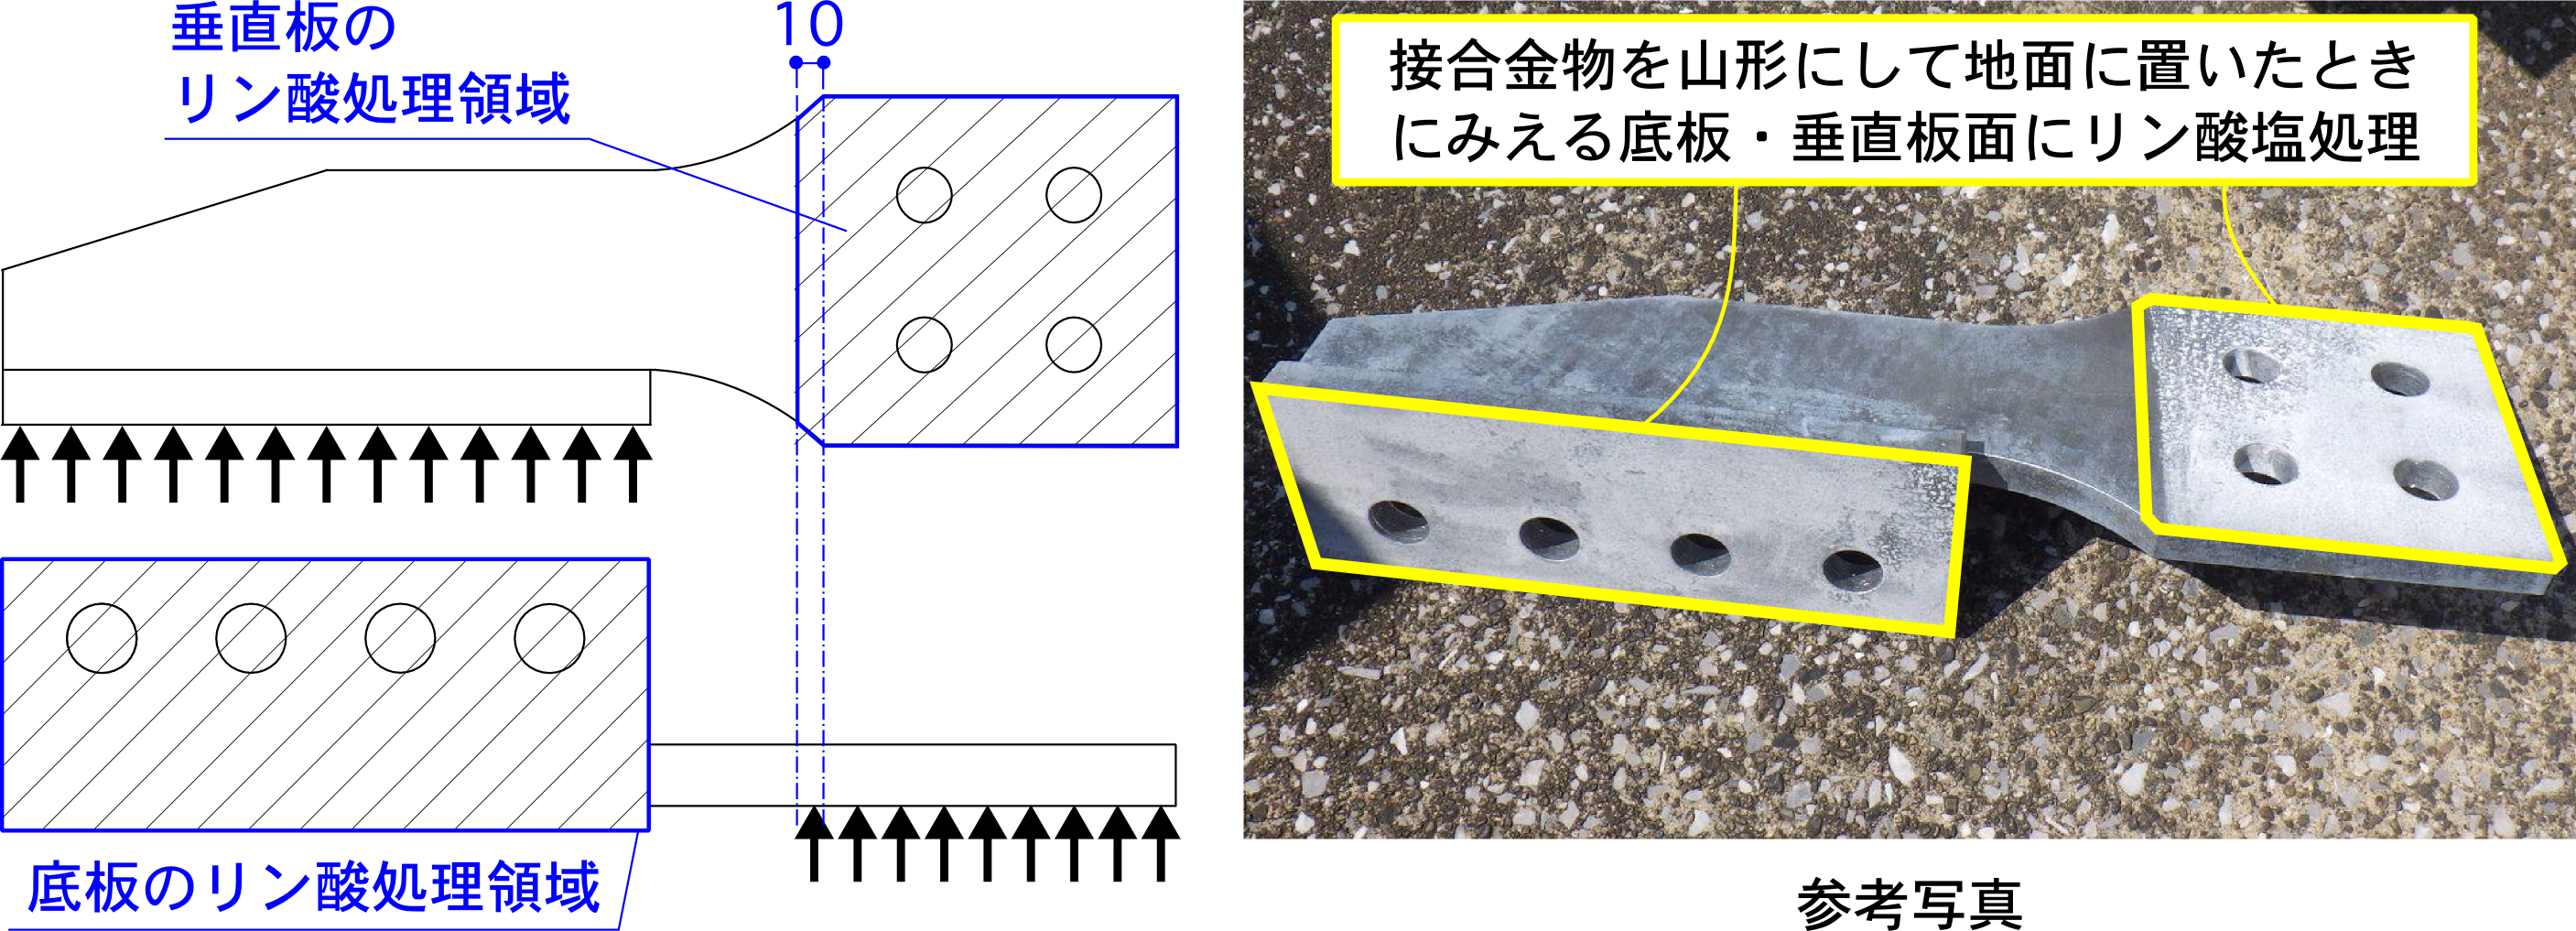 垂直板の
リン酸処理領域
10
底板のリン酸処理領域
接合金物を山形にして地面に置いたとき
にみえる底板・垂直板面にリン酸塩処理
参考写真